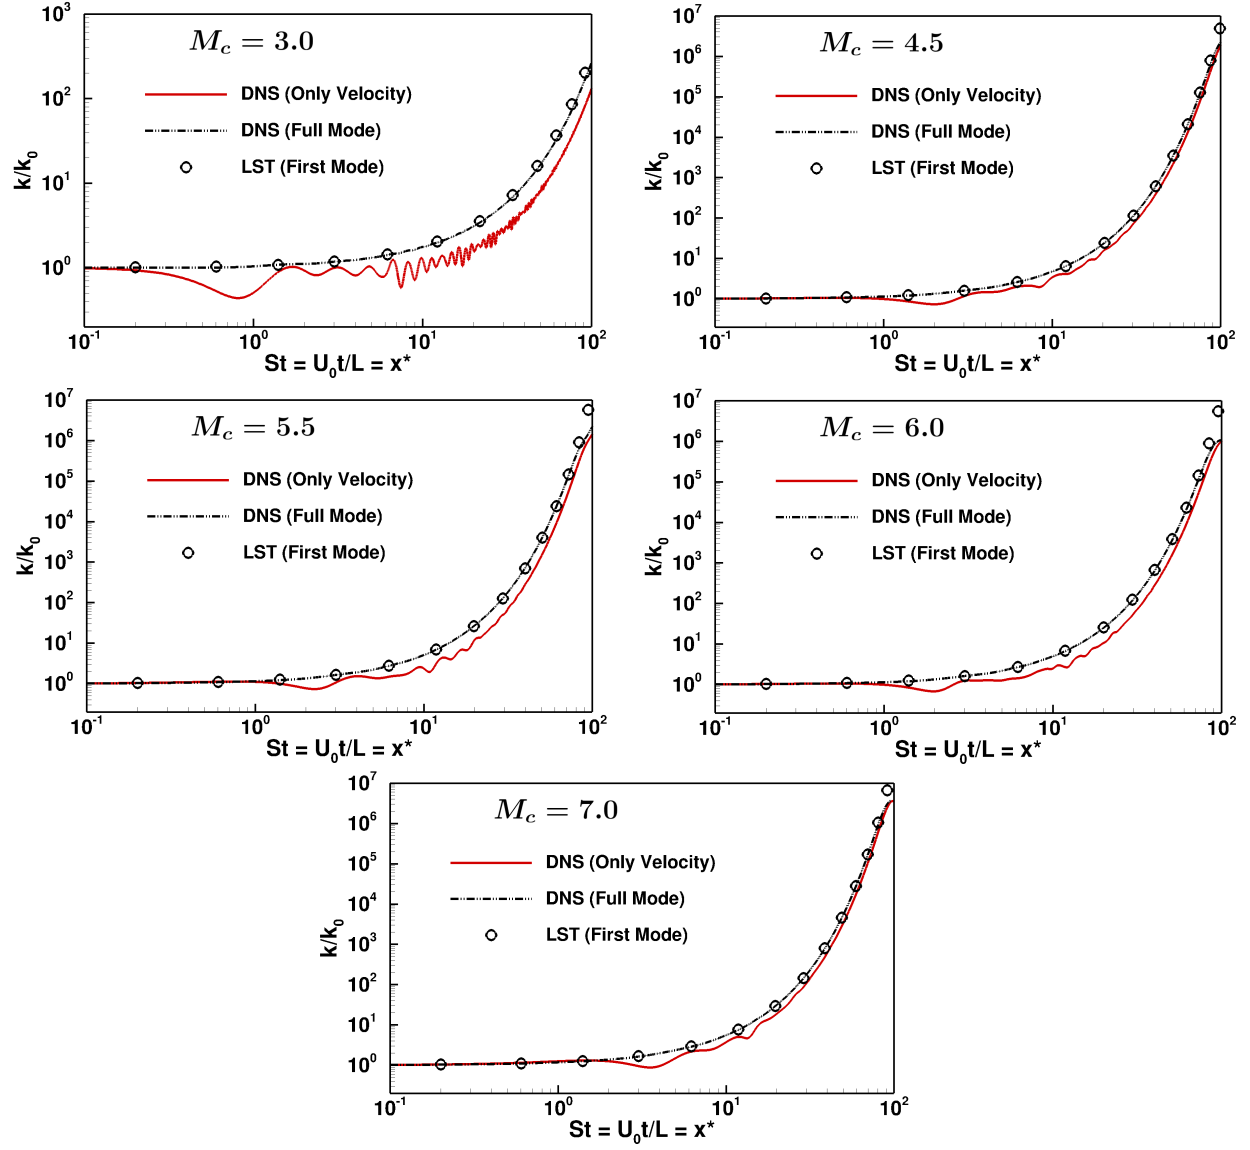 M_c = 3.0
DNS (Only Velocity)
DNS (Full Mode)
LST (First Mode)
k/k₀
10³
10²
10¹
10⁰
10⁻¹ 10⁰ 10¹ 10²
St = U₀t/L = x*
M_c = 4.5
DNS (Only Velocity)
DNS (Full Mode)
LST (First Mode)
k/k₀
10⁷
10⁶
10⁵
10⁴
10³
10²
10¹
10⁰
10⁻¹ 10⁰ 10¹ 10²
St = U₀t/L = x*
M_c = 5.5
DNS (Only Velocity)
DNS (Full Mode)
LST (First Mode)
k/k₀
10⁷
10⁶
10⁵
10⁴
10³
10²
10¹
10⁰
10⁻¹ 10⁰ 10¹ 10²
St = U₀t/L = x*
M_c = 6.0
DNS (Only Velocity)
DNS (Full Mode)
LST (First Mode)
k/k₀
10⁷
10⁶
10⁵
10⁴
10³
10²
10¹
10⁰
10⁻¹ 10⁰ 10¹ 10²
St = U₀t/L = x*
M_c = 7.0
DNS (Only Velocity)
DNS (Full Mode)
LST (First Mode)
k/k₀
10⁷
10⁶
10⁵
10⁴
10³
10²
10¹
10⁰
10⁻¹ 10⁰ 10¹ 10²
St = U₀t/L = x*